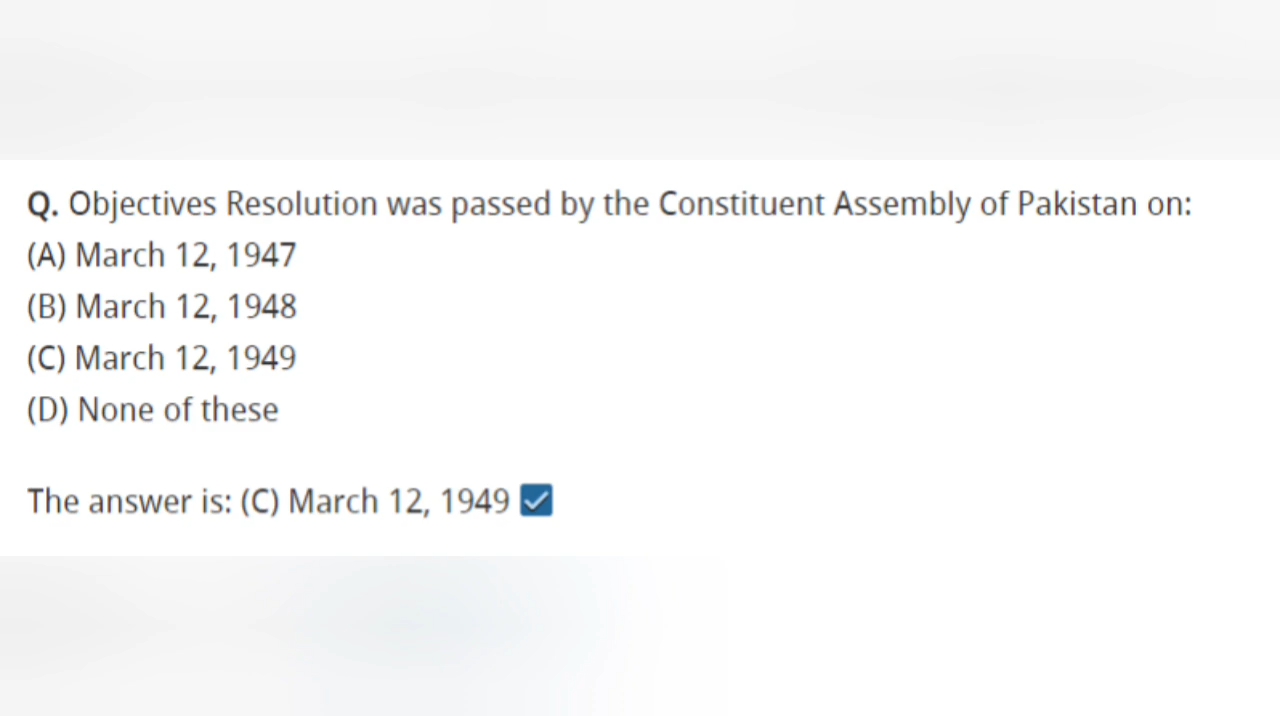 Q. Objectives Resolution was passed by the Constituent Assembly of Pakistan on:
(A) March 12, 1947
(B) March 12, 1948
(C) March 12, 1949
(D) None of these
The answer is: (C) March 12, 1949 ☑